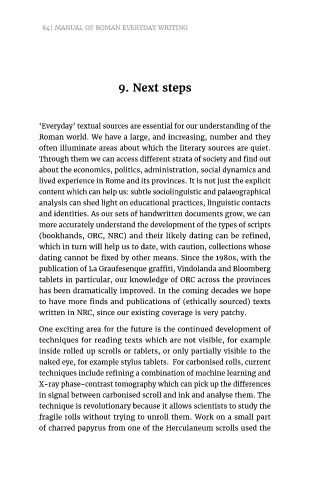 84| MANUAL OF ROMAN EVERYDAY WRITING
9. Next steps
‘Everyday’ textual sources are essential for our understanding of the
Roman world. We have a large, and increasing, number and they
often illuminate areas about which the literary sources are quiet.
Through them we can access different strata of society and find out
about the economics, politics, administration, social dynamics and
lived experience in Rome and its provinces. It is not just the explicit
content which can help us: subtle sociolinguistic and palaeographical
analysis can shed light on educational practices, linguistic contacts
and identities. As our sets of handwritten documents grow, we can
more accurately understand the development of the types of scripts
(bookhands, ORC, NRC) and their likely dating can be refined,
which in turn will help us to date, with caution, collections whose
dating cannot be fixed by other means. Since the 1980s, with the
publication of La Graufesenque graffiti, Vindolanda and Bloomberg
tablets in particular, our knowledge of ORC across the provinces
has been dramatically improved. In the coming decades we hope
to have more finds and publications of (ethically sourced) texts
written in NRC, since our existing coverage is very patchy.
One exciting area for the future is the continued development of
techniques for reading texts which are not visible, for example
inside rolled up scrolls or tablets, or only partially visible to the
naked eye, for example stylus tablets. For carbonised rolls, current
techniques include refining a combination of machine learning and
X-ray phase-contrast tomography which can pick up the differences
in signal between carbonised scroll and ink and analyse them. The
technique is revolutionary because it allows scientists to study the
fragile rolls without trying to unroll them. Work on a small part
of charred papyrus from one of the Herculaneum scrolls used the